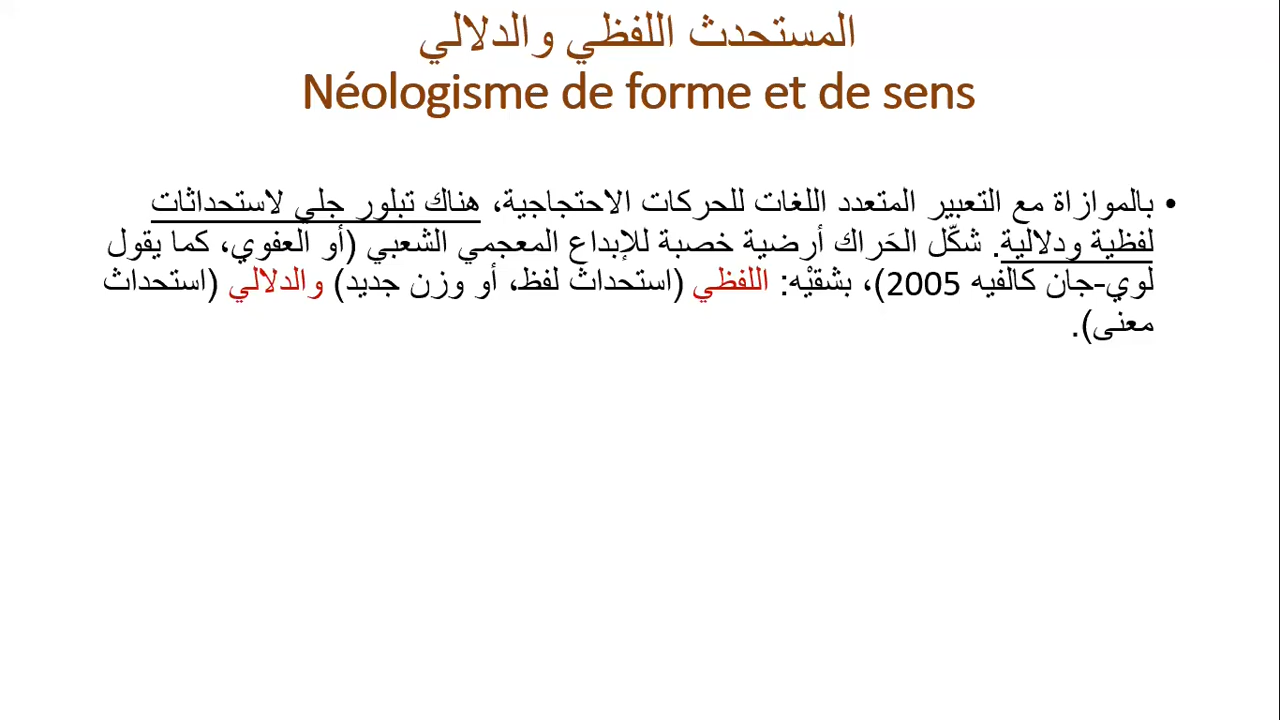 المستحدث اللفظي والدلالي
Néologisme de forme et de sens
• بالموازاة مع التعبير المتعدد اللغات للحركات الاحتجاجية، هناك تبلور جلي لاستحداثات
لفظية ودلالية. شكّل الحَراك أرضية خصبة للإبداع المعجمي الشعبي (أو العفوي، كما يقول
لوي-جان كالفيه 2005)، بشقيْه: اللفظي (استحداث لفظ، أو وزن جديد) والدلالي (استحداث
معنى).